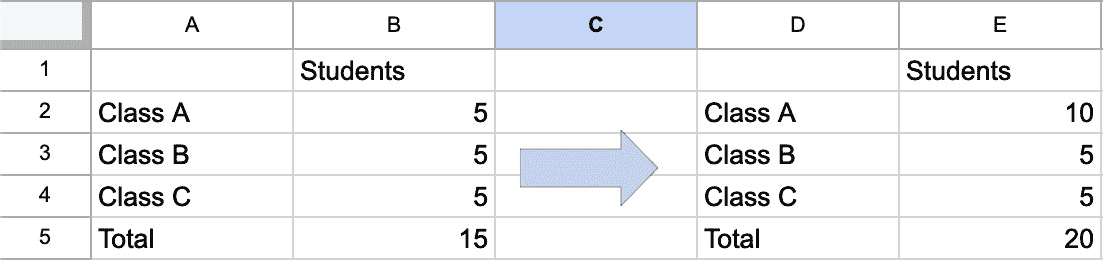 A B C D E
1 Students Students
2 Class A 5 Class A 10
3 Class B 5 Class B 5
4 Class C 5 Class C 5
5 Total 15 Total 20